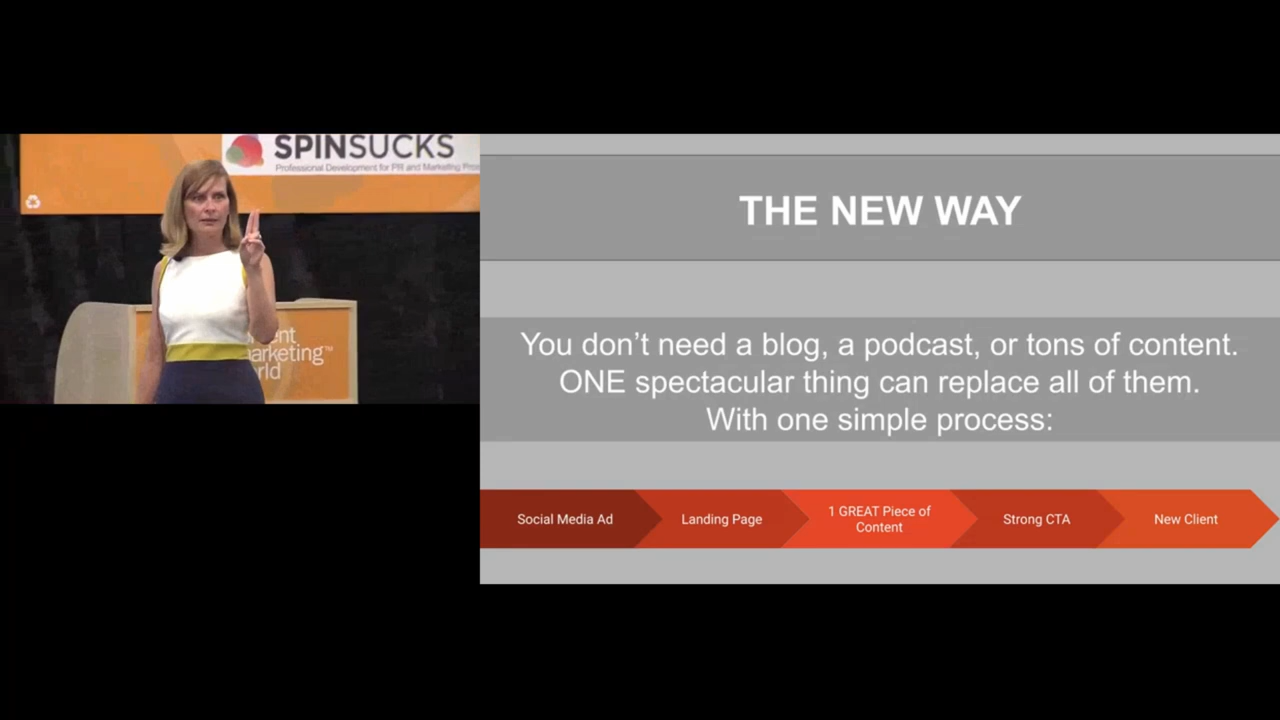 SPINSUCKS
Professional Development for PR and Marketing
marketing™
THE NEW WAY
You don’t need a blog, a podcast, or tons of content.
ONE spectacular thing can replace all of them.
With one simple process:
Social Media Ad
Landing Page
1 GREAT Piece of
Content
Strong CTA
New Client